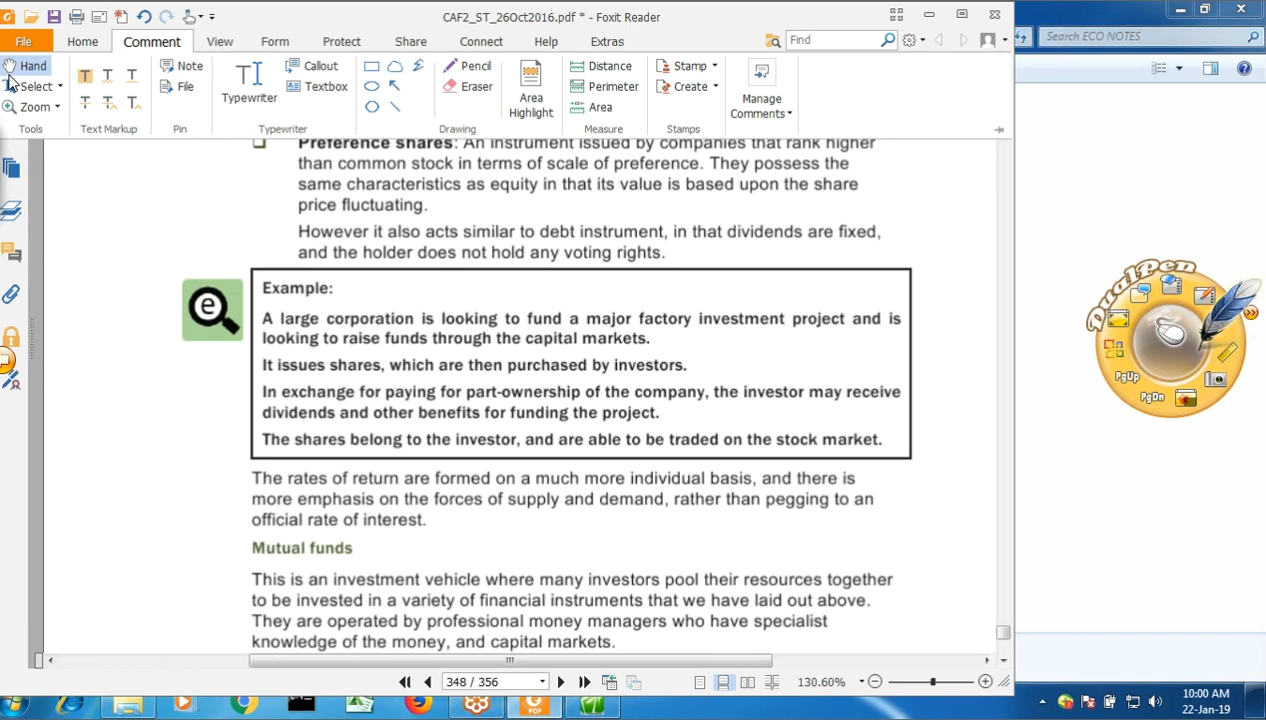 CAF2_ST_26Oct2016.pdf * - Foxit Reader
File Home Comment View Form Protect Share Connect Help Extras Find
Search ECO NOTES
Hand Note Callout Pencil Distance Stamp
Select File Typewriter Textbox Eraser Area Highlight Perimeter Create Manage Comments
Zoom Area
Tools Text Markup Pin Typewriter Drawing Measure Stamps
Preference shares: An instrument issued by companies that rank higher
than common stock in terms of scale of preference. They possess the
same characteristics as equity in that its value is based upon the share
price fluctuating.
However it also acts similar to debt instrument, in that dividends are fixed,
and the holder does not hold any voting rights.
Example:
A large corporation is looking to fund a major factory investment project and is
looking to raise funds through the capital markets.
It issues shares, which are then purchased by investors.
In exchange for paying for part-ownership of the company, the investor may receive
dividends and other benefits for funding the project.
The shares belong to the investor, and are able to be traded on the stock market.
The rates of return are formed on a much more individual basis, and there is
more emphasis on the forces of supply and demand, rather than pegging to an
official rate of interest.
Mutual funds
This is an investment vehicle where many investors pool their resources together
to be invested in a variety of financial instruments that we have laid out above.
They are operated by professional money managers who have specialist
knowledge of the money, and capital markets.
DualPen
PgUp
PgDn
348 / 356
130.60%
10:00 AM
22-Jan-19